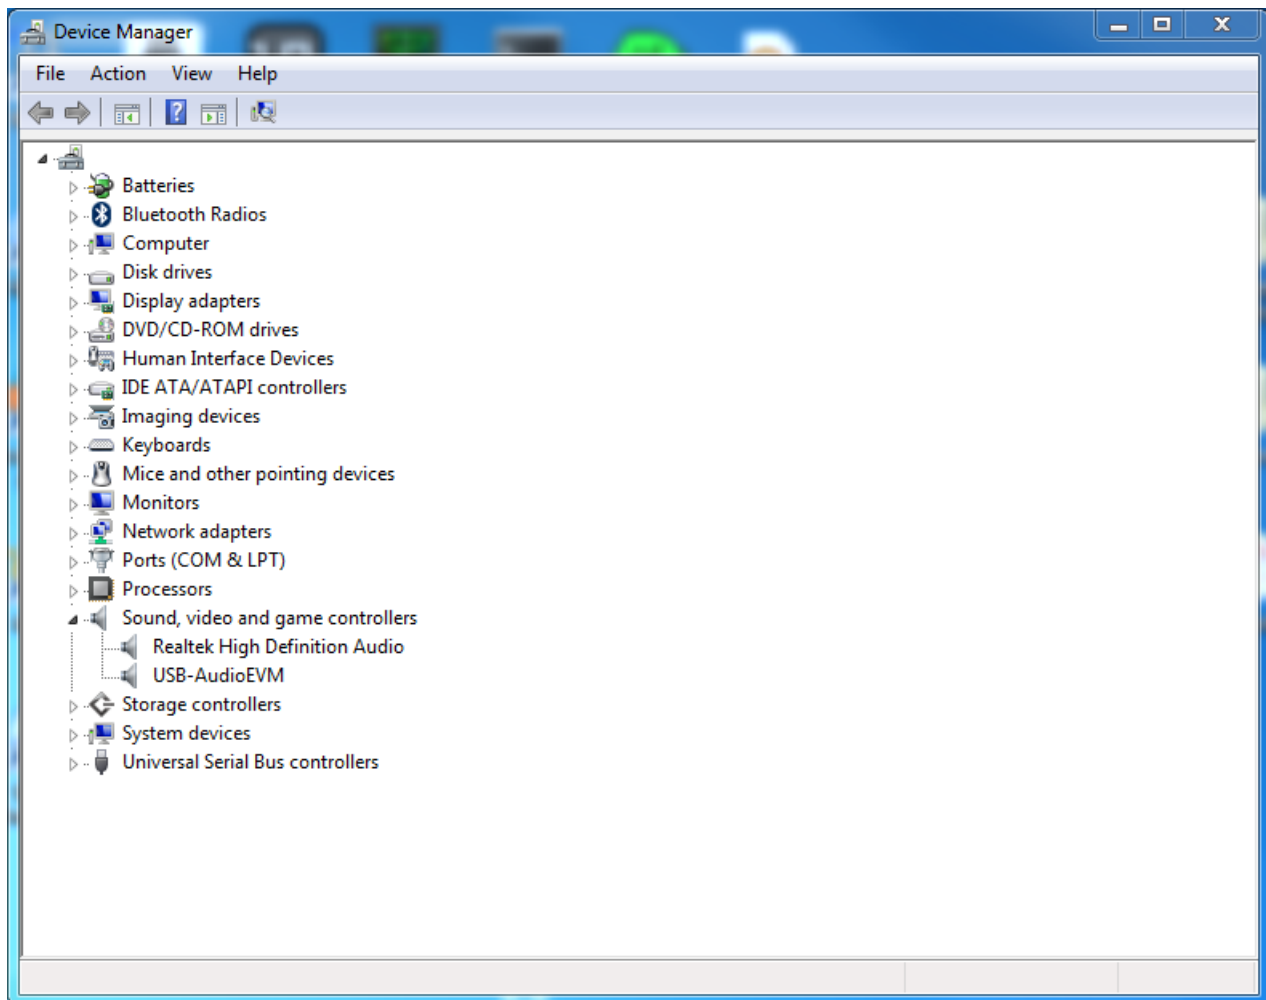 Device Manager
File Action View Help
Batteries
Bluetooth Radios
Computer
Disk drives
Display adapters
DVD/CD-ROM drives
Human Interface Devices
IDE ATA/ATAPI controllers
Imaging devices
Keyboards
Mice and other pointing devices
Monitors
Network adapters
Ports (COM & LPT)
Processors
Sound, video and game controllers
Realtek High Definition Audio
USB-AudioEVM
Storage controllers
System devices
Universal Serial Bus controllers